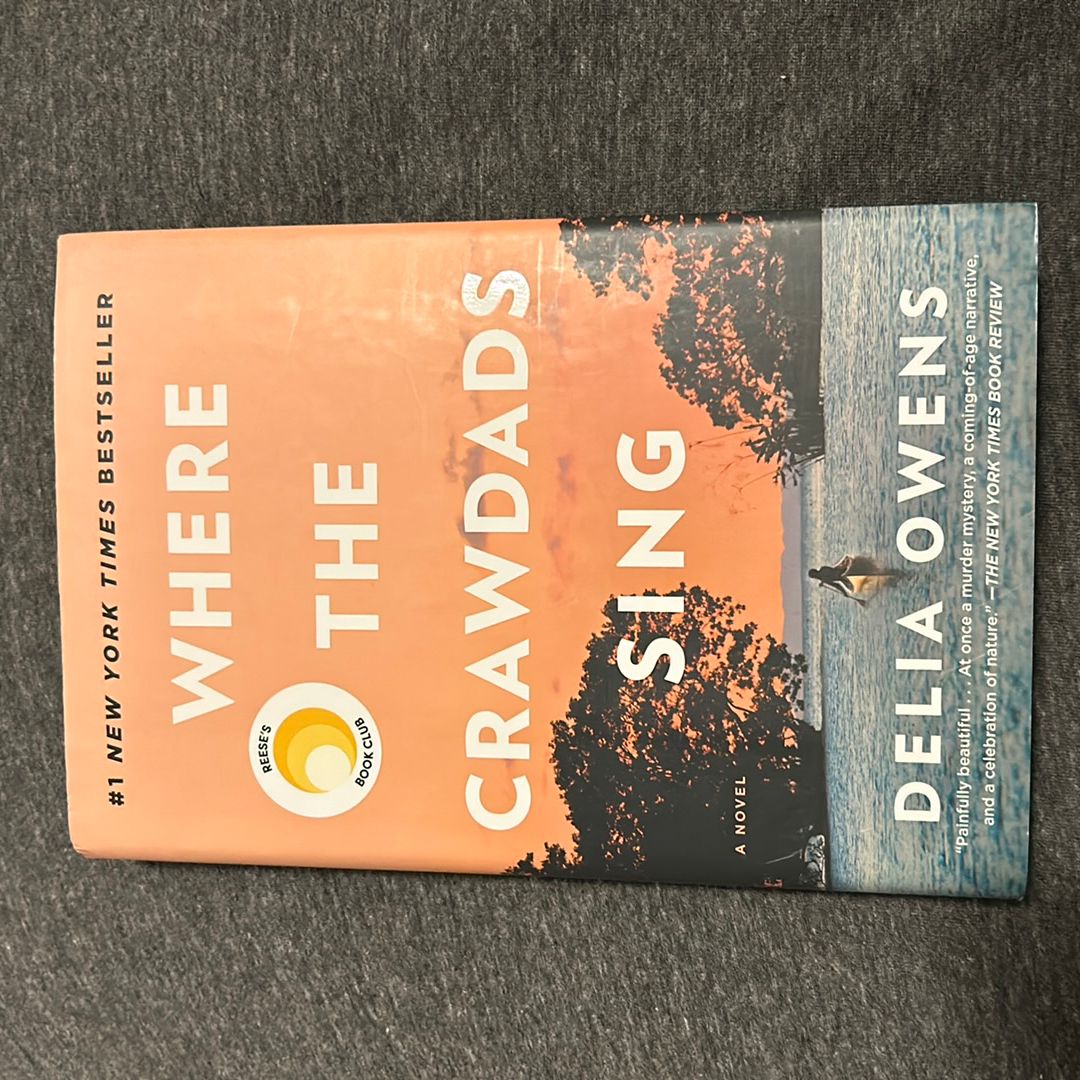 #1 NEW YORK TIMES BESTSELLER
WHERE
THE
REESE'S
BOOK CLUB
CRAWDADS
SING
A NOVEL
DELIA OWENS
“Painfully beautiful . . . At once a murder mystery, a coming-of-age narrative,
and a celebration of nature.” —THE NEW YORK TIMES BOOK REVIEW